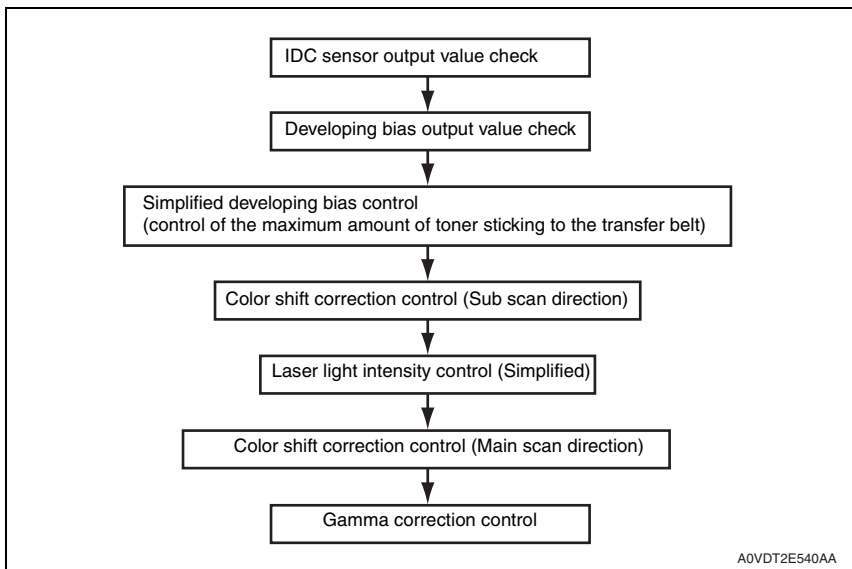 IDC sensor output value check
Developing bias output value check
Simplified developing bias control
(control of the maximum amount of toner sticking to the transfer belt)
Color shift correction control (Sub scan direction)
Laser light intensity control (Simplified)
Color shift correction control (Main scan direction)
Gamma correction control
A0VDT2E540AA